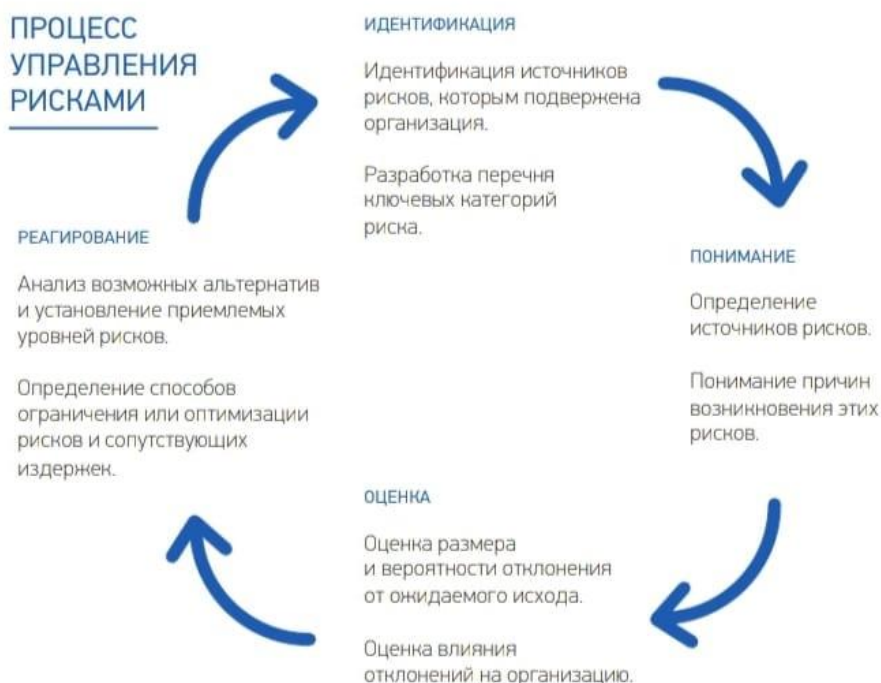 ПРОЦЕСС
УПРАВЛЕНИЯ
РИСКАМИ
ИДЕНТИФИКАЦИЯ
Идентификация источников
рисков, которым подвержена
организация.
Разработка перечня
ключевых категорий
риска.
ПОНИМАНИЕ
Определение
источников рисков.
Понимание причин
возникновения этих
рисков.
ОЦЕНКА
Оценка размера
и вероятности отклонения
от ожидаемого исхода.
Оценка влияния
отклонений на организацию.
РЕАГИРОВАНИЕ
Анализ возможных альтернатив
и установление приемлемых
уровней рисков.
Определение способов
ограничения или оптимизации
рисков и сопутствующих
издержек.